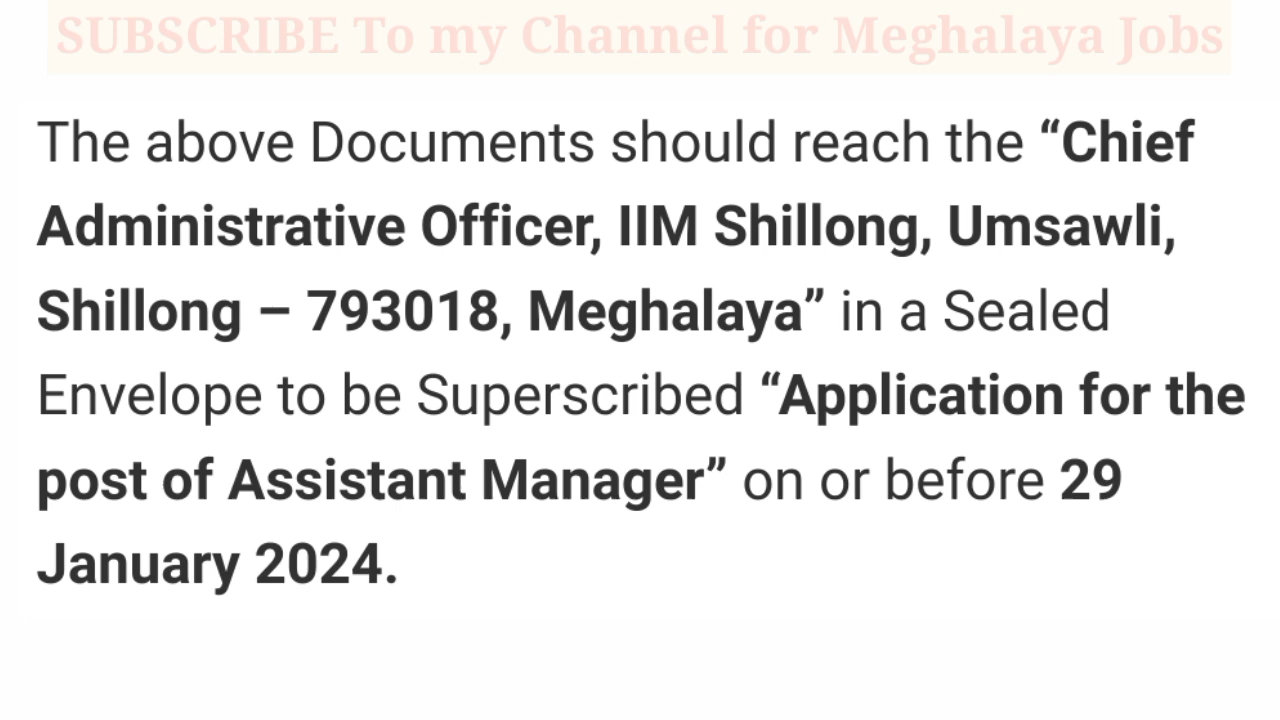 SUBSCRIBE To my Channel for Meghalaya Jobs
The above Documents should reach the “Chief
Administrative Officer, IIM Shillong, Umsawli,
Shillong – 793018, Meghalaya” in a Sealed
Envelope to be Superscribed “Application for the
post of Assistant Manager” on or before 29
January 2024.